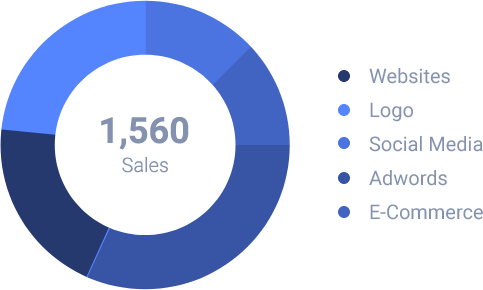 1,560
Sales
Websites
Logo
Social Media
Adwords
E-Commerce